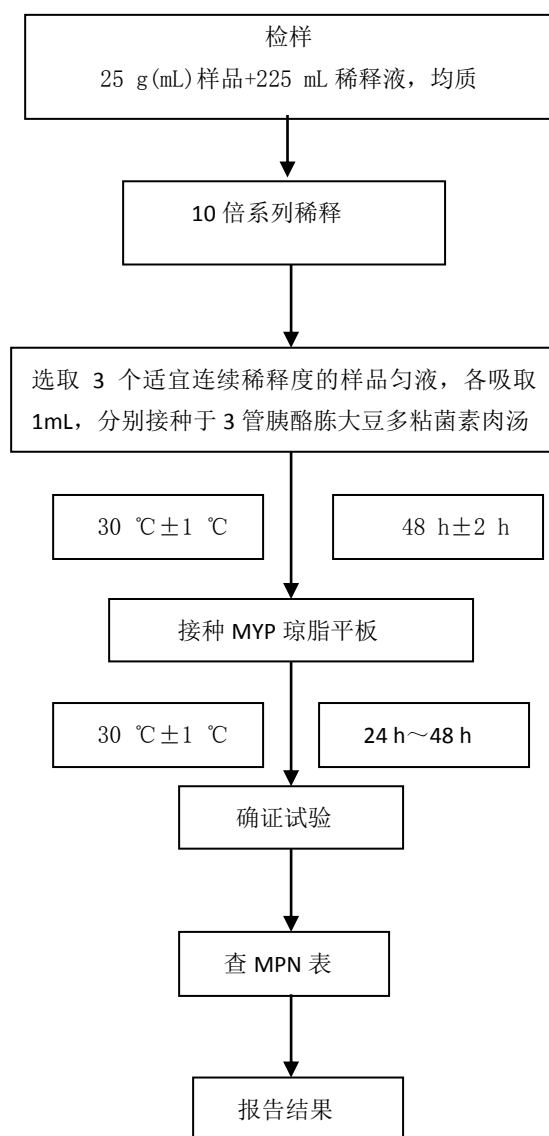 检样
25 g(mL)样品+225 mL 稀释液，均质
10 倍系列稀释
选取 3 个适宜连续稀释度的样品匀液，各吸取
1mL，分别接种于 3 管胰酪胨大豆多粘菌素肉汤
30 ℃±1 ℃
48 h±2 h
接种 MYP 琼脂平板
30 ℃±1 ℃
24 h～48 h
确证试验
查 MPN 表
报告结果